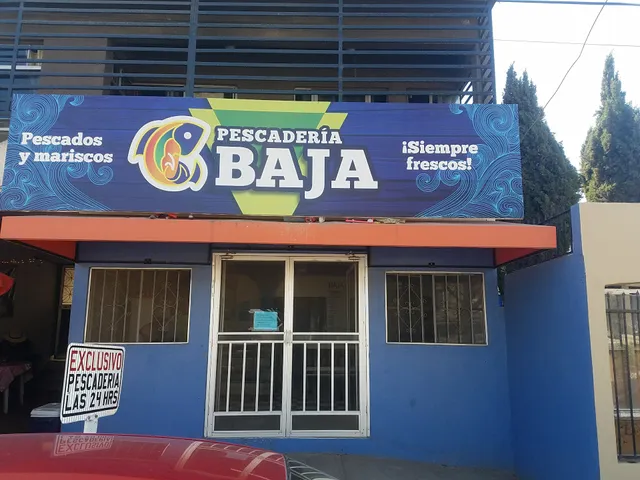 Pescados
y mariscos
PESCADERÍA
BAJA
¡Siempre
frescos!
EXCLUSIVO
PESCADERIA
LAS 24 HRS